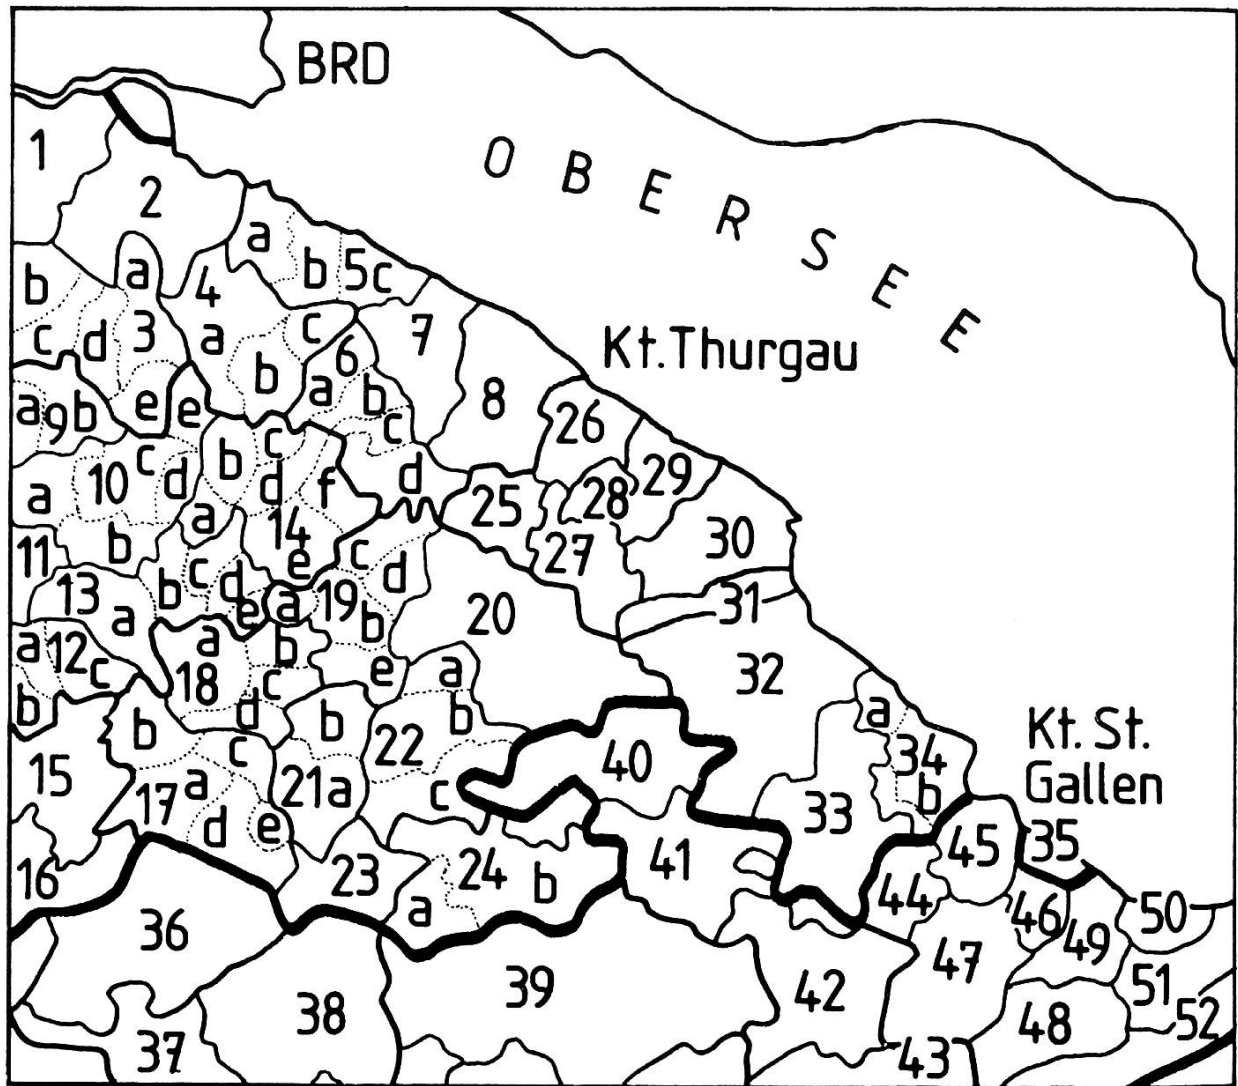 BRD
1
OBERSEE
2
a
b
5
c
b
a
4
c
d
3
a
c
6
7
Kt. Thurgau
b
a
b
8
a
9
b
e
e
c
26
c
b
c
d
29
a
10
d
d
f
25
28
a
14
11
b
c
27
30
e
c
d
13
b
c
d
19
31
a
e
a
b
20
a
12
a
b
c
e
a
32
18
c
b
d
b
b
a
Kt. St.
b
c
22
34
Gallen
15
40
a
21
a
17
c
b
d
e
33
45
35
16
23
24
b
41
44
a
46
50
36
49
47
39
42
51
38
48
52
37
43